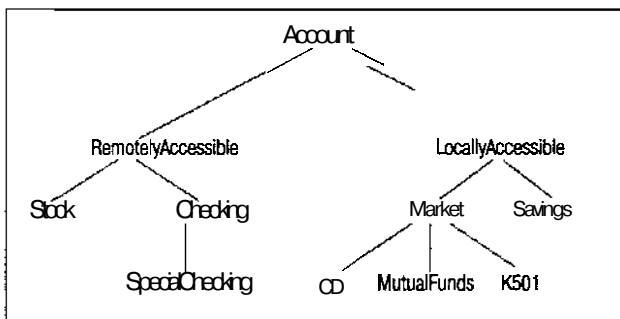 Account
RemotelyAccessible LocallyAccessible
Stock Checking Market Savings
SpecialChecking CD MutualFunds K501